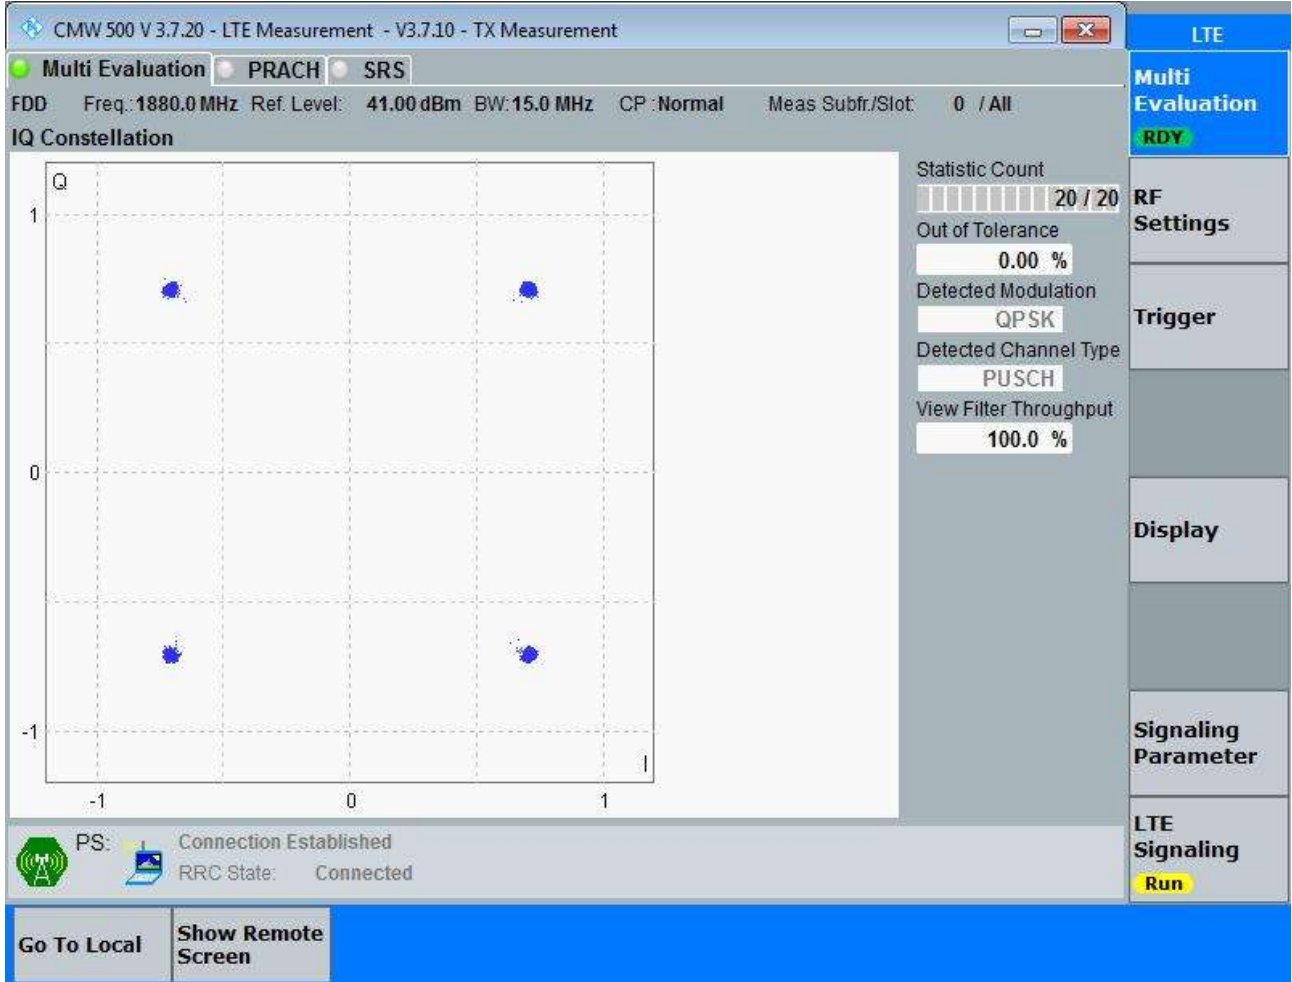 CMW 500 V 3.7.20 - LTE Measurement - V3.7.10 - TX Measurement
LTE
Multi Evaluation PRACH SRS
FDD Freq.:1880.0 MHz Ref. Level: 41.00 dBm BW:15.0 MHz CP :Normal Meas Subfr./Slot: 0 / All
IQ Constellation
Multi
Evaluation
RDY
Q
1
0
-1
I
-1 0 1
Statistic Count
20 / 20
Out of Tolerance
0.00 %
Detected Modulation
QPSK
Detected Channel Type
PUSCH
View Filter Throughput
100.0 %
RF
Settings
Trigger
Display
Signaling
Parameter
LTE
Signaling
Run
PS: Connection Established
RRC State: Connected
Go To Local
Show Remote
Screen